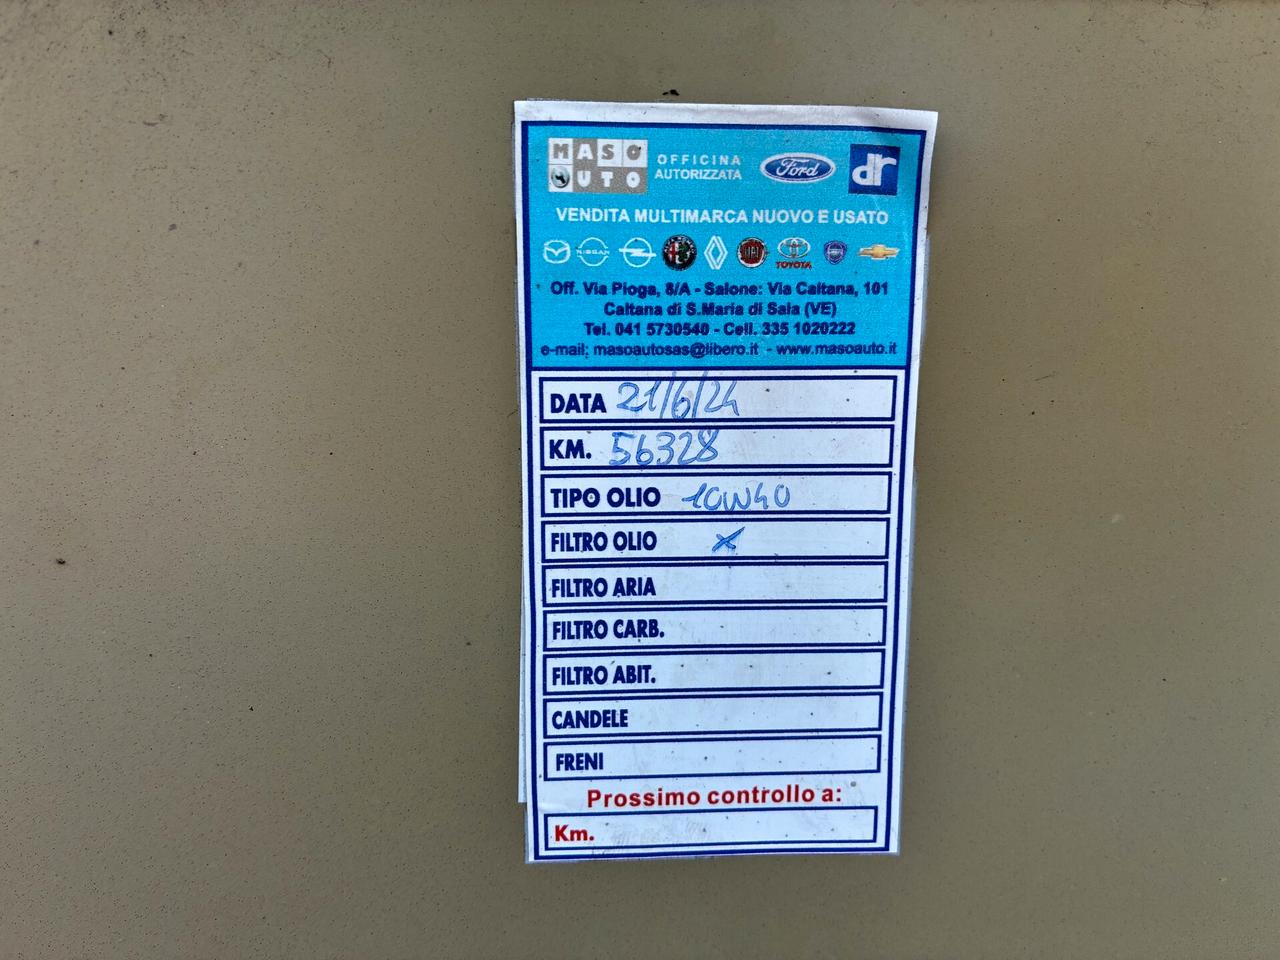 MASO OFFICINA Ford dr
AUTO AUTORIZZATA
VENDITA MULTIMARCA NUOVO E USATO
NISSAN FIAT TOYOTA
Off. Via Pioga, 8/A - Salone: Via Caltana, 101
Caltana di S.Maria di Sala (VE)
Tel. 041 5730540 - Cell. 335 1020222
e-mail: masoautosas@libero.it - www.masoauto.it
DATA 21/6/24
KM. 56328
TIPO OLIO 10W40
FILTRO OLIO X
FILTRO ARIA
FILTRO CARB.
FILTRO ABIT.
CANDELE
FRENI
Prossimo controllo a:
Km.